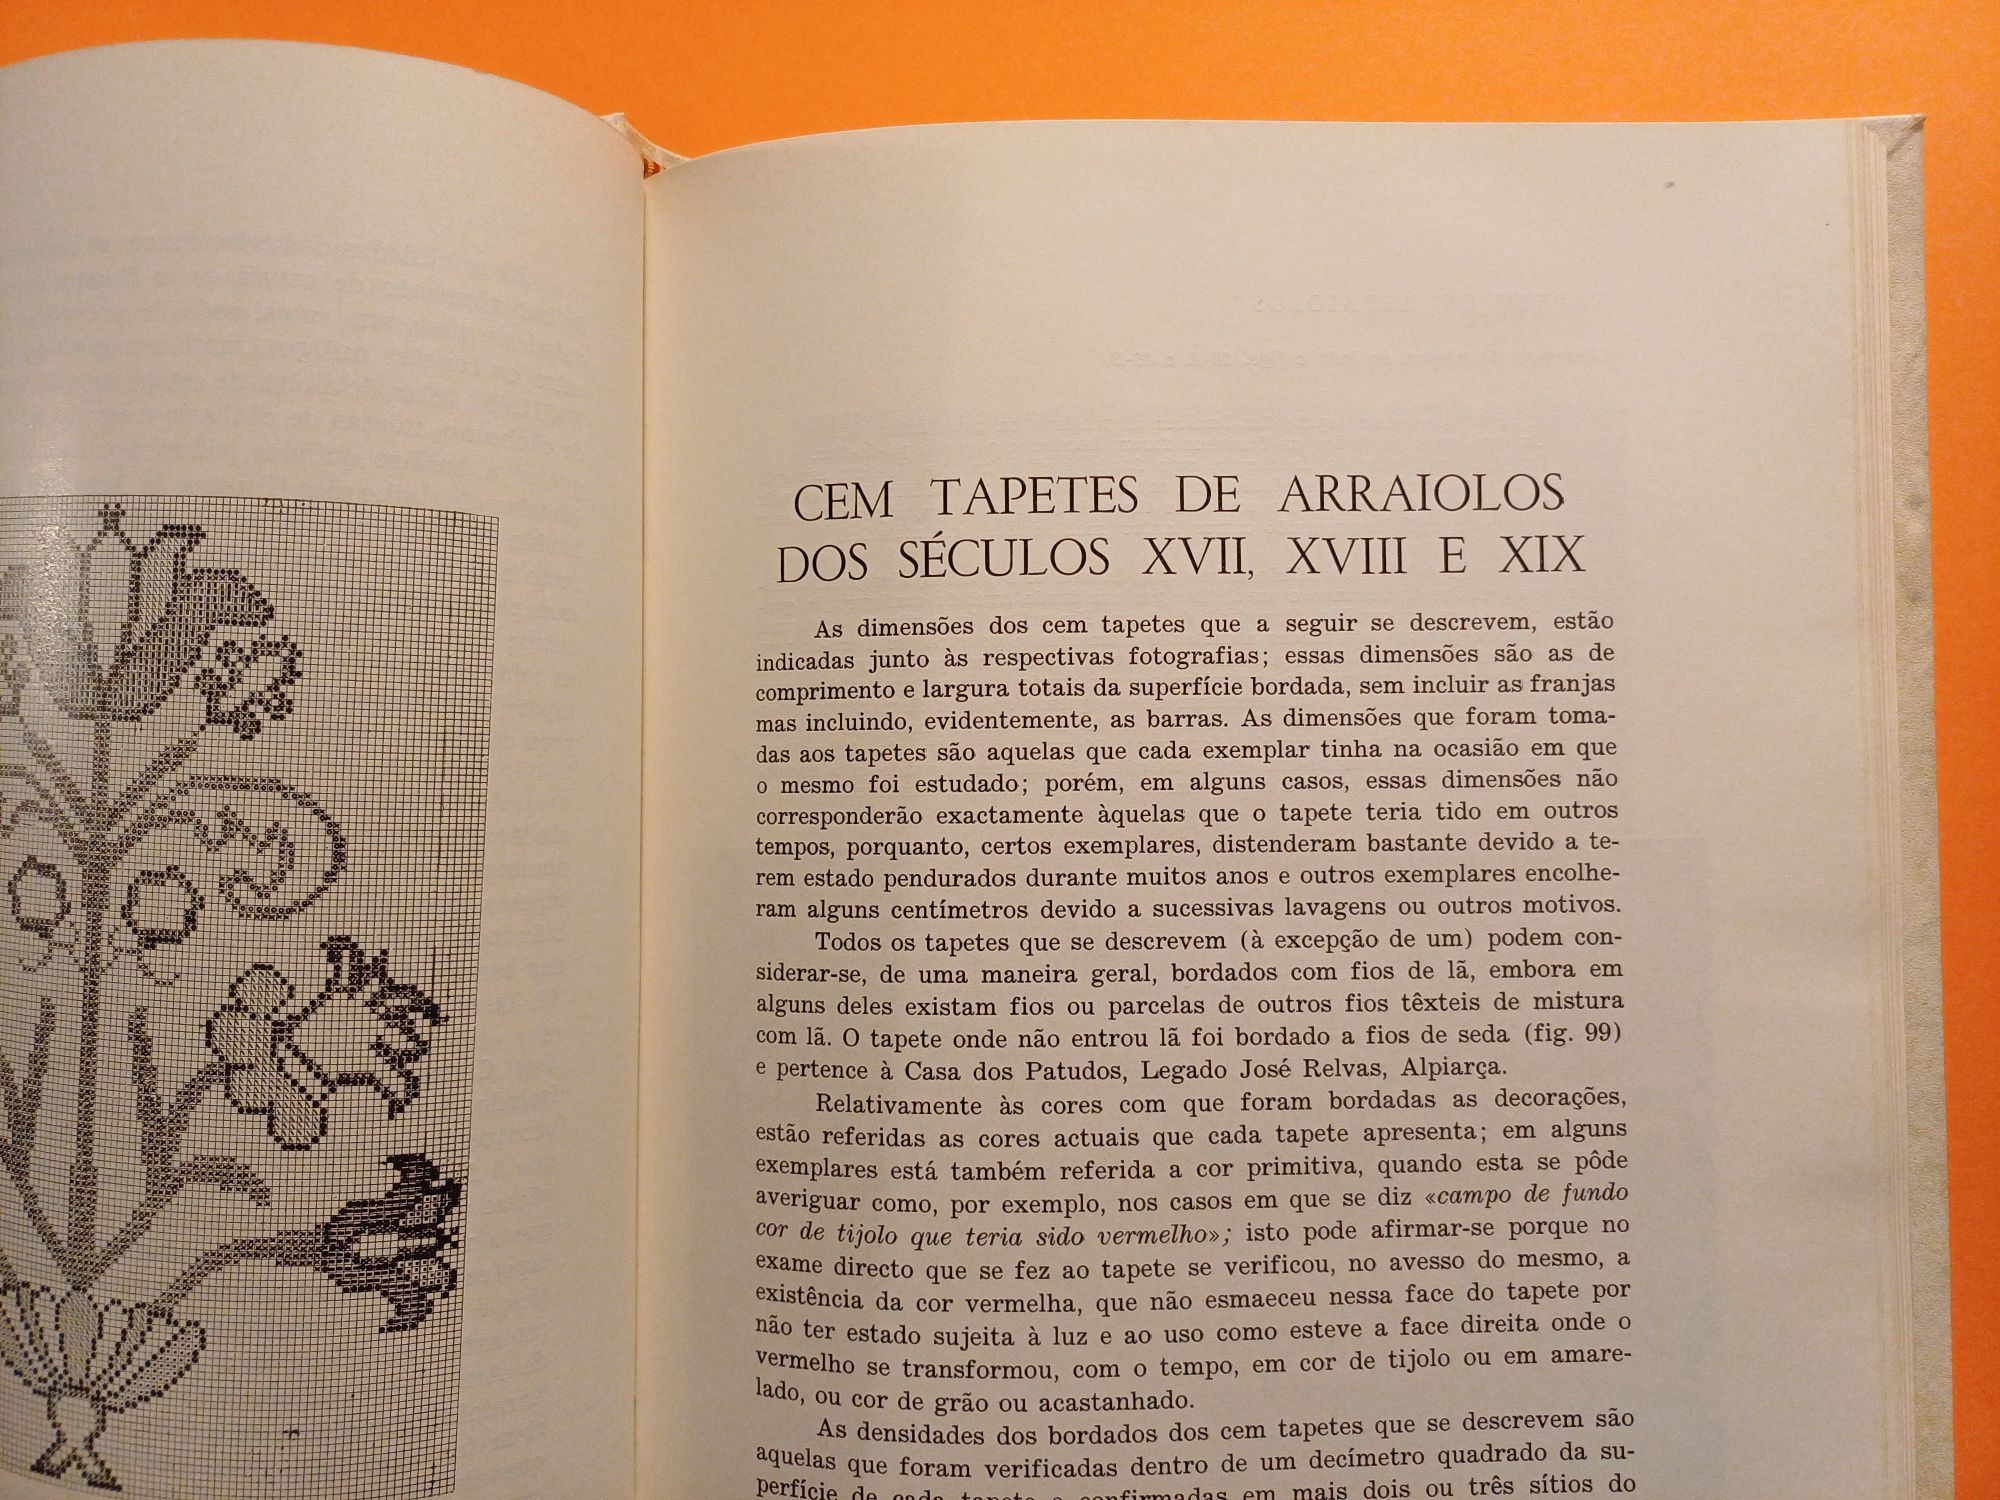 CEM TAPETES DE ARRAIOLOS
DOS SÉCULOS XVII, XVIII E XIX
As dimensões dos cem tapetes que a seguir se descrevem, estão
indicadas junto às respectivas fotografias; essas dimensões são as de
comprimento e largura totais da superfície bordada, sem incluir as franjas
mas incluindo, evidentemente, as barras. As dimensões que foram toma-
das aos tapetes são aquelas que cada exemplar tinha na ocasião em que
o mesmo foi estudado; porém, em alguns casos, essas dimensões não
corresponderão exactamente àquelas que o tapete teria tido em outros
tempos, porquanto, certos exemplares, distenderam bastante devido a te-
rem estado pendurados durante muitos anos e outros exemplares encolhe-
ram alguns centímetros devido a sucessivas lavagens ou outros motivos.
Todos os tapetes que se descrevem (à excepção de um) podem con-
siderar-se, de uma maneira geral, bordados com fios de lã, embora em
alguns deles existam fios ou parcelas de outros fios têxteis de mistura
com lã. O tapete onde não entrou lã foi bordado a fios de seda (fig. 99)
e pertence à Casa dos Patudos, Legado José Relvas, Alpiarça.
Relativamente às cores com que foram bordadas as decorações,
estão referidas as cores actuais que cada tapete apresenta; em alguns
exemplares está também referida a cor primitiva, quando esta se pôde
averiguar como, por exemplo, nos casos em que se diz «campo de fundo
cor de tijolo que teria sido vermelho»; isto pode afirmar-se porque no
exame directo que se fez ao tapete se verificou, no avesso do mesmo, a
existência da cor vermelha, que não esmaeceu nessa face do tapete por
não ter estado sujeita à luz e ao uso como esteve a face direita onde o
vermelho se transformou, com o tempo, em cor de tijolo ou em amare-
lado, ou cor de grão ou acastanhado.
As densidades dos bordados dos cem tapetes que se descrevem são
aquelas que foram verificadas dentro de um decímetro quadrado da su-
perfície de cada tapete e confirmadas em mais dois ou três sítios do